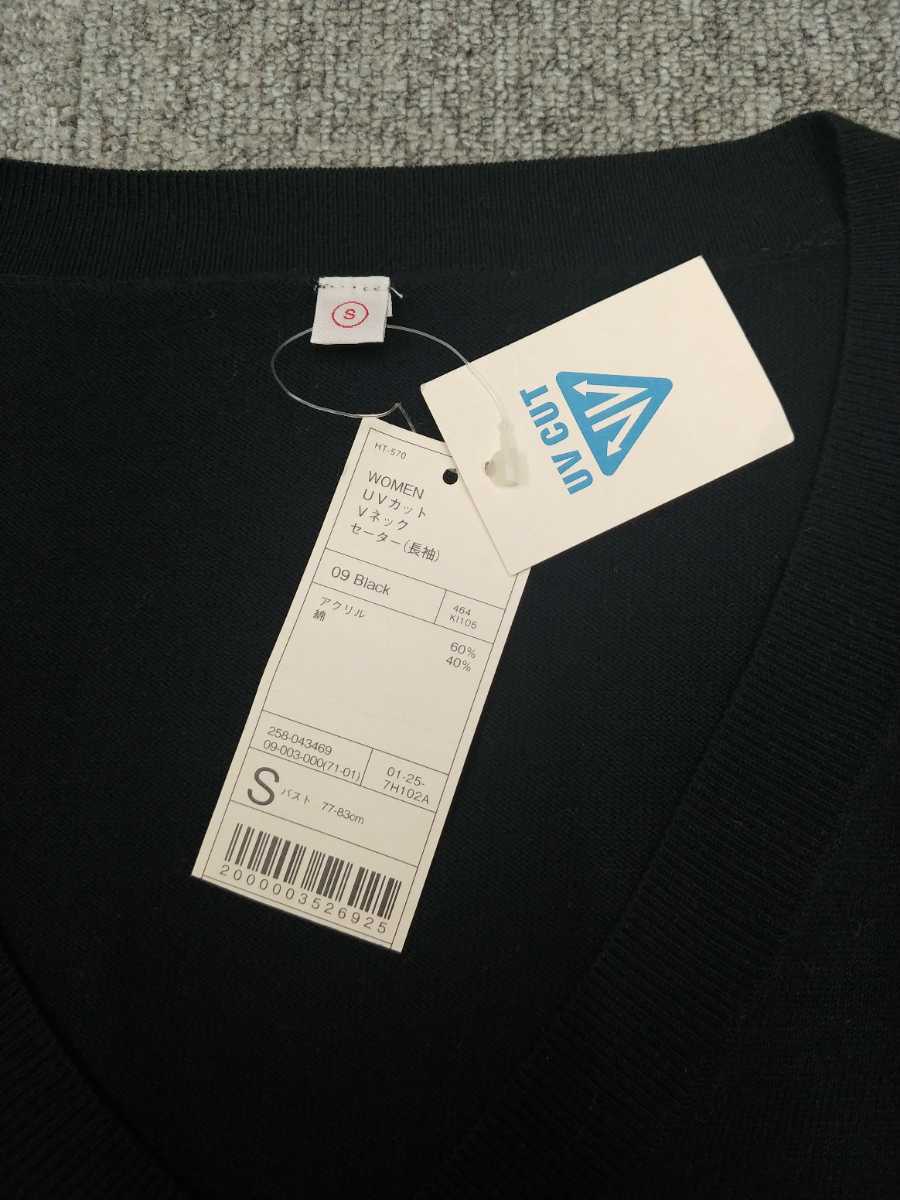 S
UV CUT
HT-570
WOMEN
UVカット
Vネック
セーター(長袖)
09 Black
464
KI105
アクリル 60%
綿 40%
258-043469
09-003-000(71-01)
01-25-
7H102A
S バスト 77-83cm
2000003526925